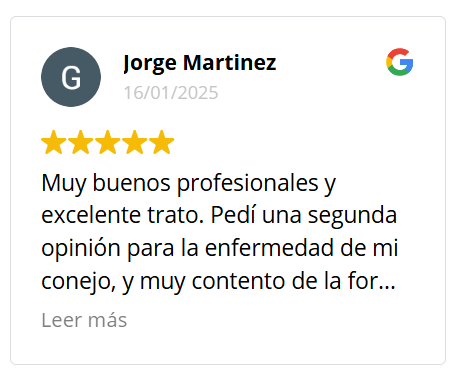 G
Jorge Martinez
16/01/2025
Muy buenos profesionales y
excelente trato. Pedí una segunda
opinión para la enfermedad de mi
conejo, y muy contento de la for...
Leer más